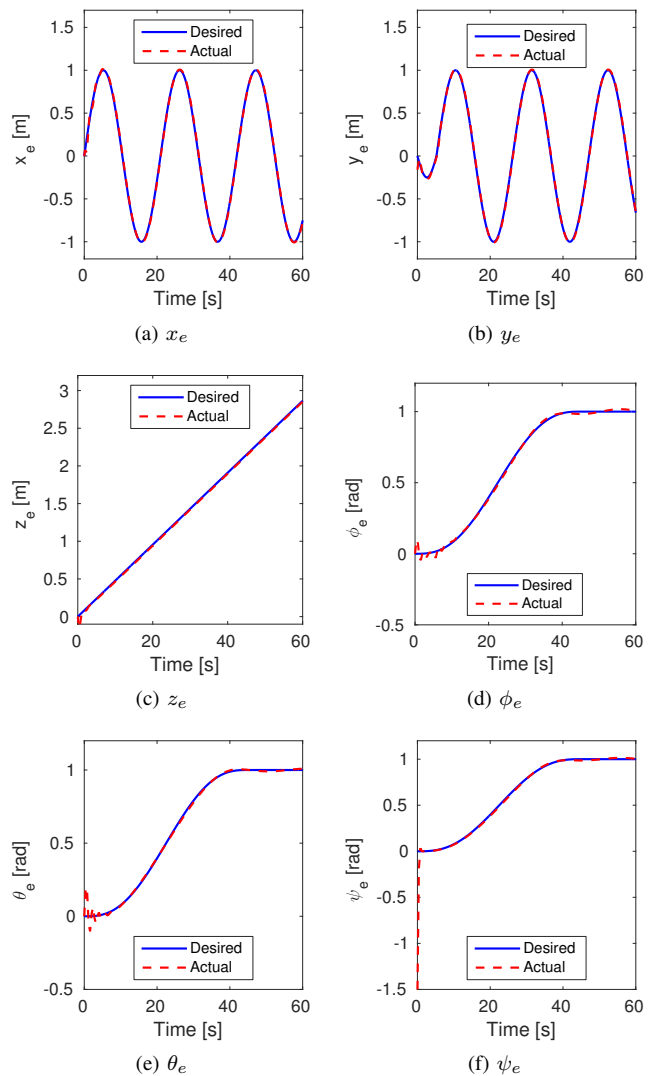 Desired
Actual
1
0.5
0
-0.5
-1
x_e [m]
0 20 40 60
Time [s]
(a) x_e
Desired
Actual
1
0.5
0
-0.5
-1
y_e [m]
0 20 40 60
Time [s]
(b) y_e
Desired
Actual
3
2.5
2
1.5
1
0.5
0
z_e [m]
0 20 40 60
Time [s]
(c) z_e
1
0.5
0
-0.5
ϕ_e [rad]
Desired
Actual
0 20 40 60
Time [s]
(d) ϕ_e
1
0.5
0
-0.5
θ_e [rad]
Desired
Actual
0 20 40 60
Time [s]
(e) θ_e
1
0.5
0
-0.5
-1
-1.5
ψ_e [rad]
Desired
Actual
0 20 40 60
Time [s]
(f) ψ_e